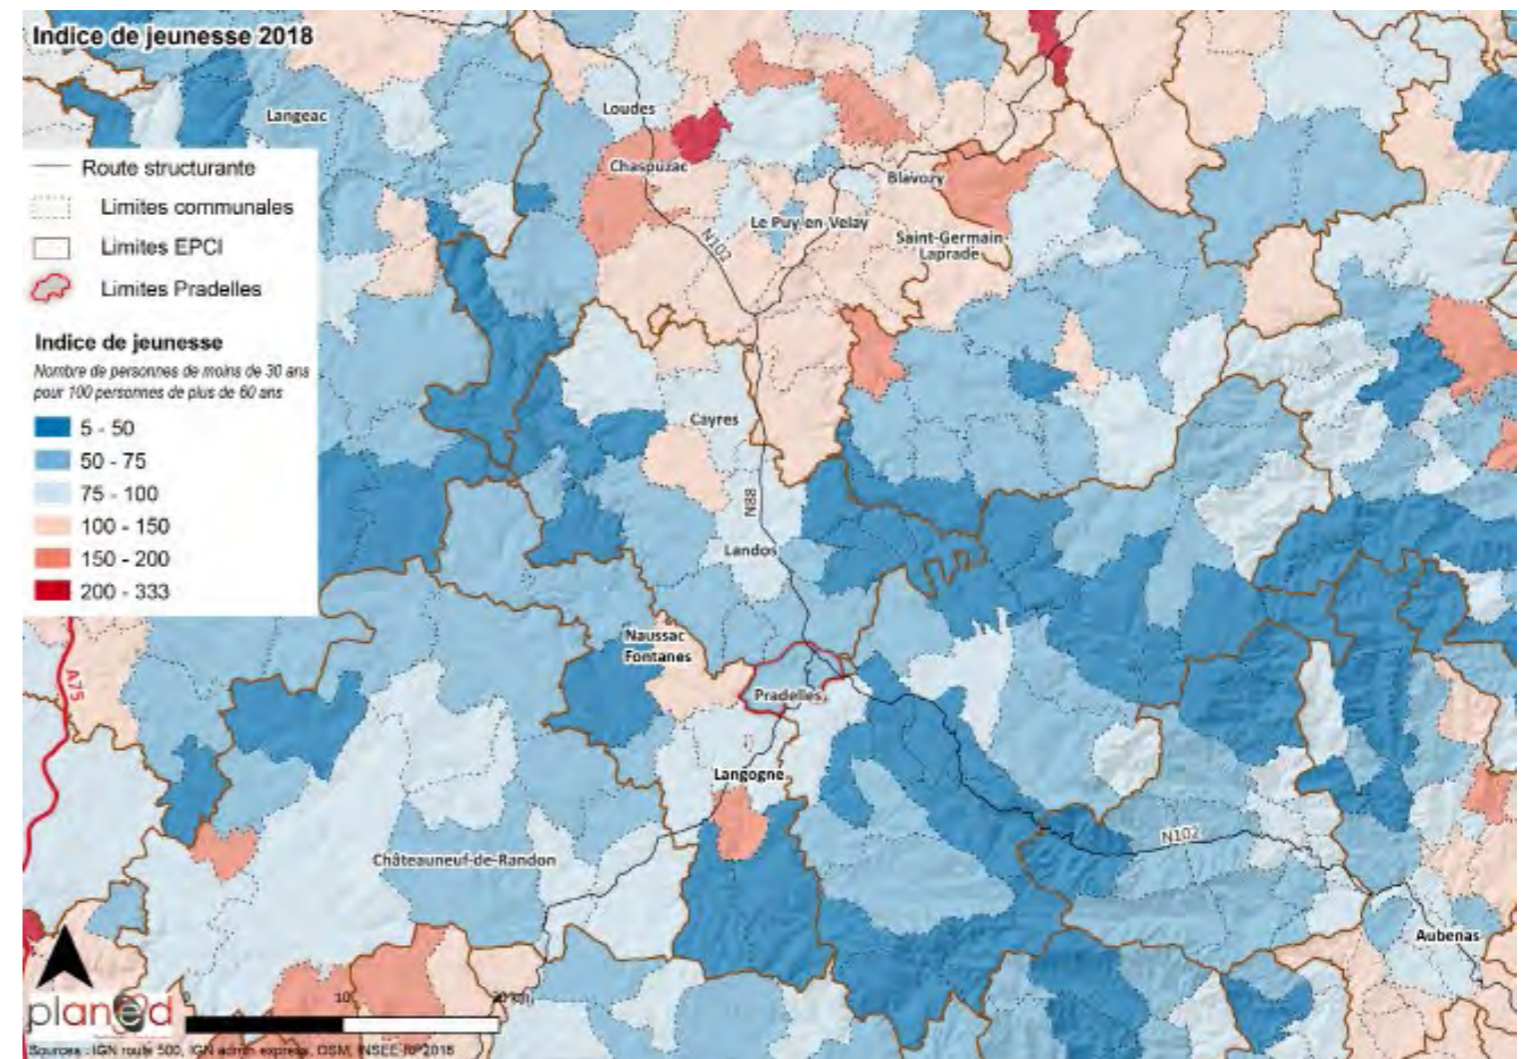 Indice de jeunesse 2018
Langeac
Loudes
Chaspuzac
Blavozy
Le Puy-en-Velay
Saint-Germain-
Laprade
N102
Route structurante
Limites communales
Limites EPCI
Limites Pradelles
Indice de jeunesse
Nombre de personnes de moins de 30 ans
pour 100 personnes de plus de 60 ans
5 - 50
50 - 75
75 - 100
100 - 150
150 - 200
200 - 333
Cayres
N88
Landos
Naussac
Fontanes
A75
Pradelles
Langogne
Châteauneuf-de-Randon
N102
Aubenas
planed
0 10 20 km
Sources : IGN route 500, IGN admin express, OSM, INSEE-RP2018